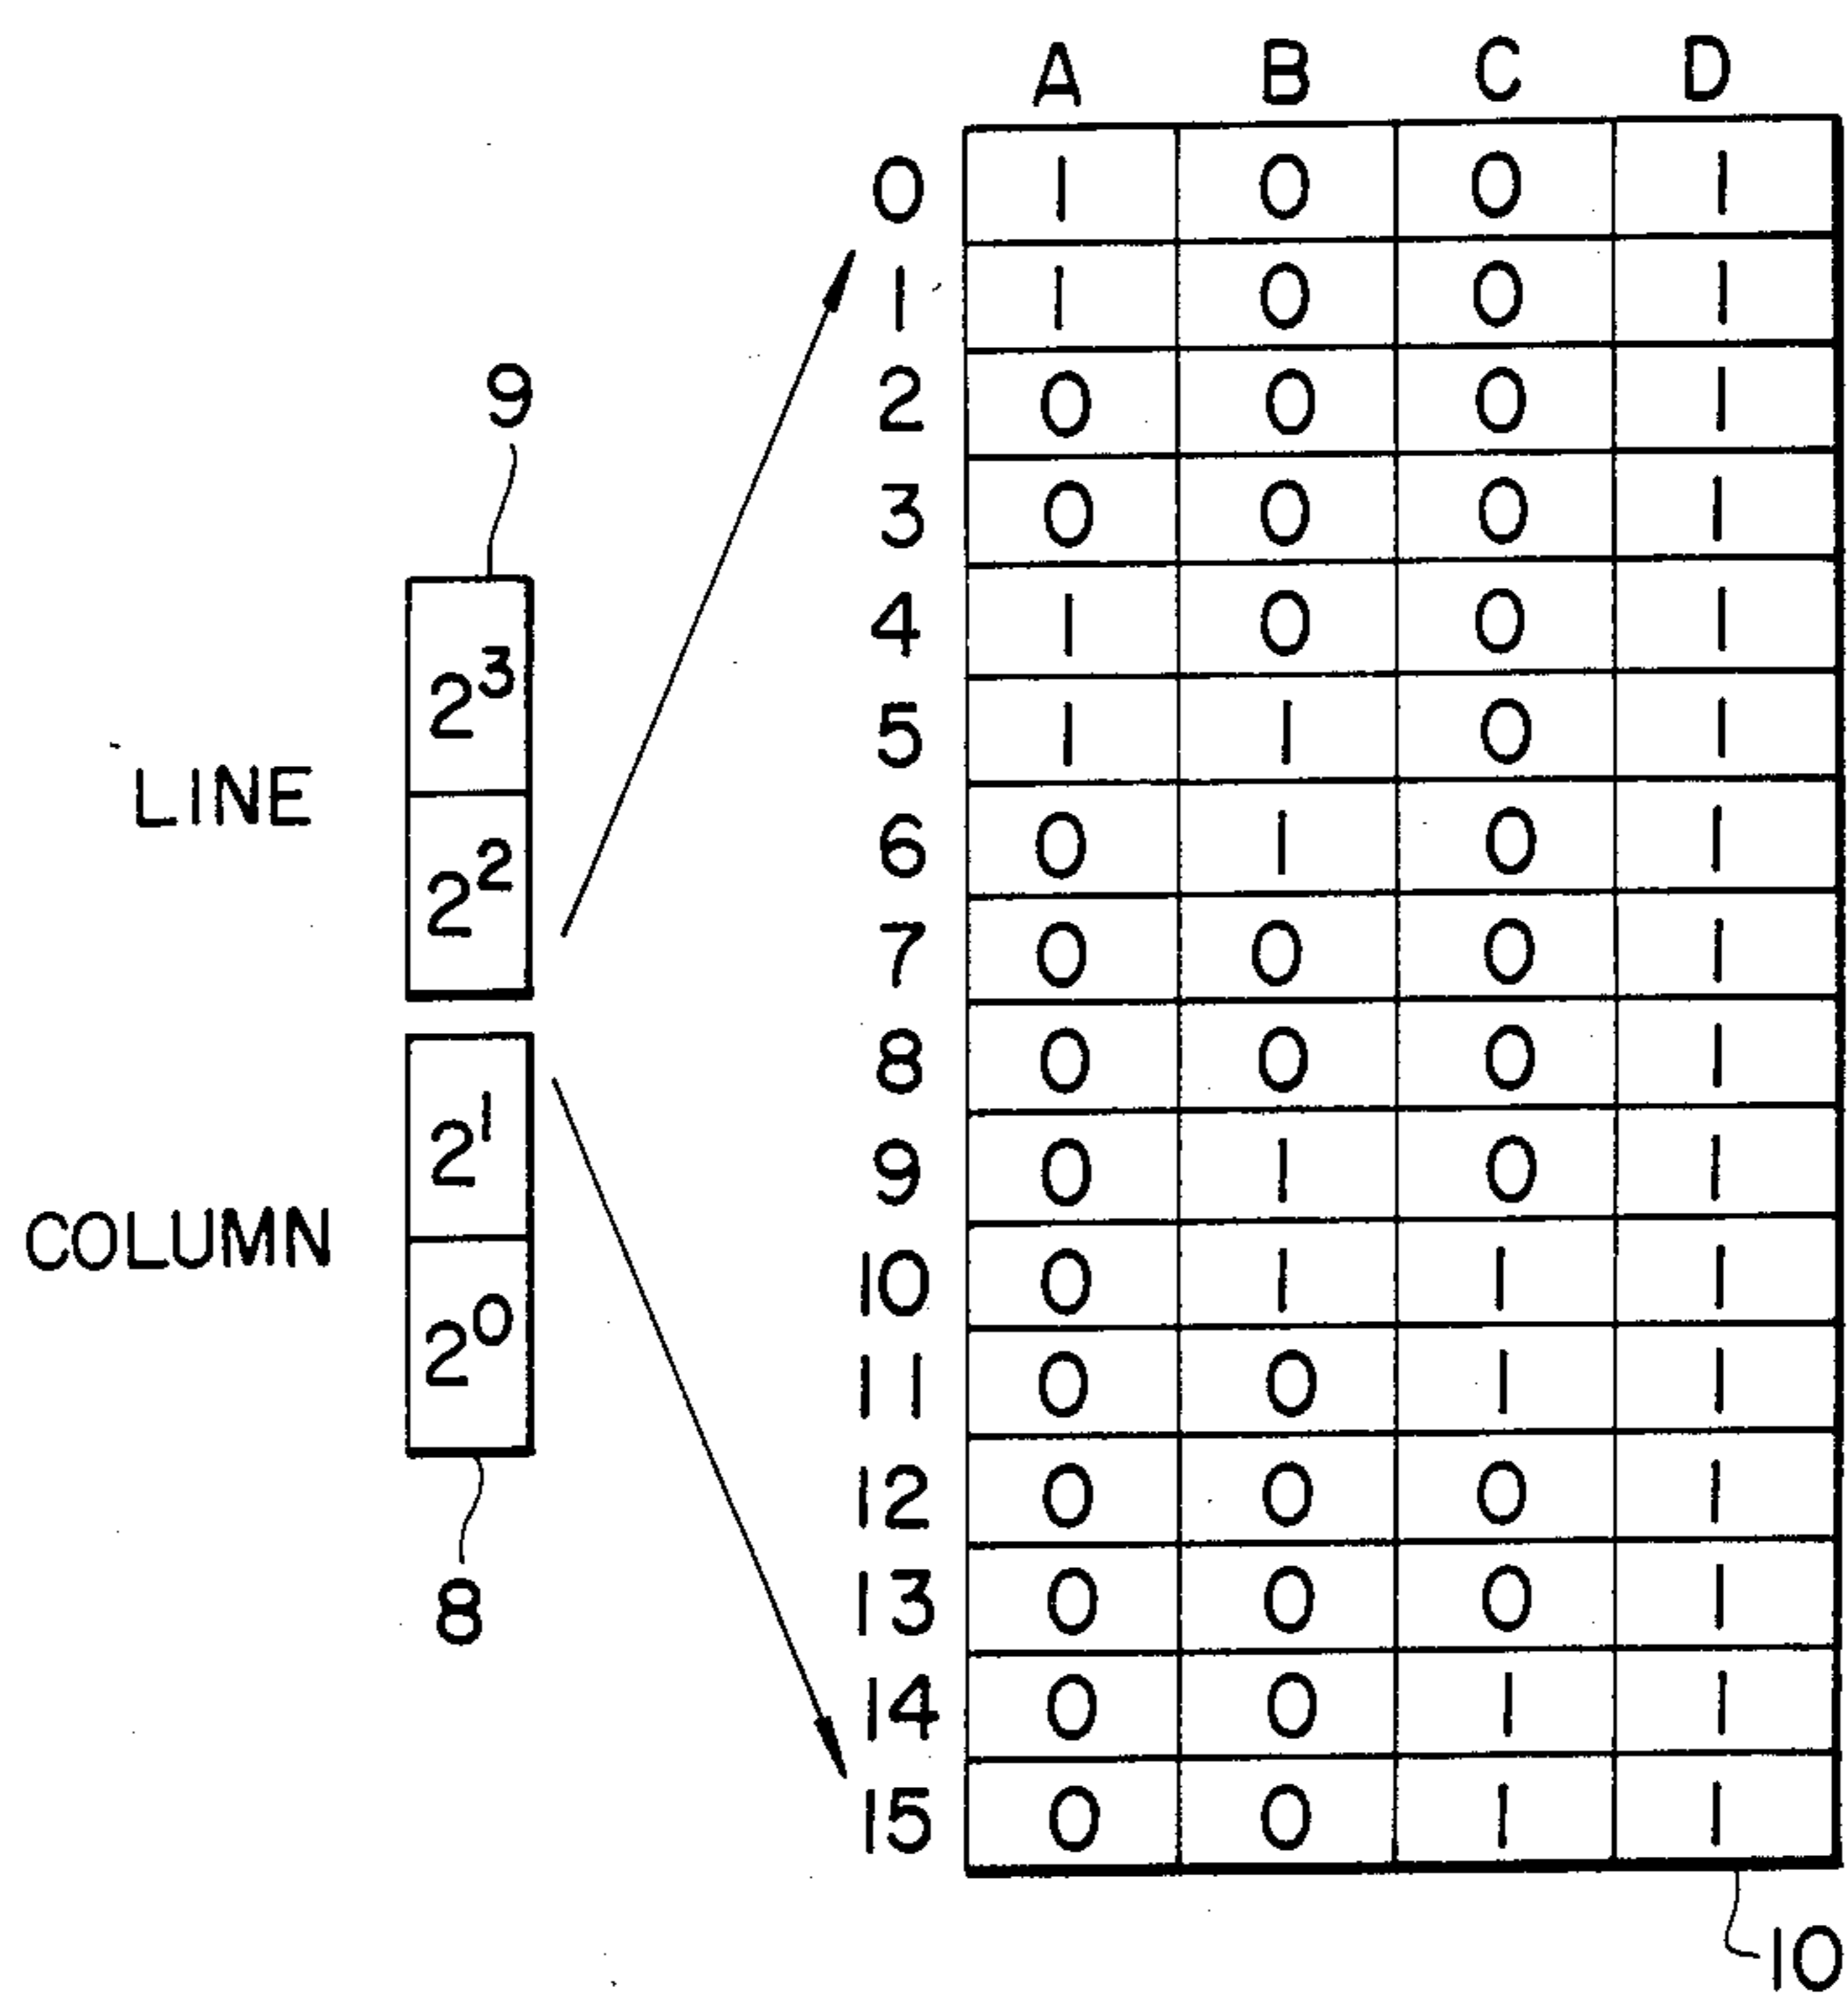 A B C D
0 1 0 0 1
1 1 0 0 1
2 0 0 0 1
3 0 0 0 1
4 1 0 0 1
5 1 1 0 1
6 0 1 0 1
7 0 0 0 1
8 0 0 0 1
9 0 1 0 1
10 0 1 1 1
11 0 0 1 1
12 0 0 0 1
13 0 0 0 1
14 0 0 1 1
15 0 0 1 1
10
9
LINE
2³
2²
COLUMN
2¹
2⁰
8